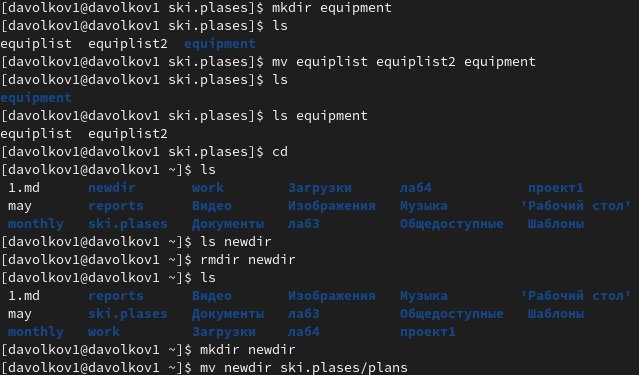 [davolkov1@davolkov1 ski.plases]$ mkdir equipment
[davolkov1@davolkov1 ski.plases]$ ls
equiplist  equiplist2  equipment
[davolkov1@davolkov1 ski.plases]$ mv equiplist equiplist2 equipment
[davolkov1@davolkov1 ski.plases]$ ls
equipment
[davolkov1@davolkov1 ski.plases]$ ls equipment
equiplist  equiplist2
[davolkov1@davolkov1 ski.plases]$ cd
[davolkov1@davolkov1 ~]$ ls
1.md     newdir      work       Загрузки     лаб4           проект1
may      reports     Видео      Изображения  Музыка        'Рабочий стол'
monthly  ski.plases  Документы  лаб3         Общедоступные  Шаблоны
[davolkov1@davolkov1 ~]$ ls newdir
[davolkov1@davolkov1 ~]$ rmdir newdir
[davolkov1@davolkov1 ~]$ ls
1.md     reports     Видео      Изображения  Музыка        'Рабочий стол'
may      ski.plases  Документы  лаб3         Общедоступные  Шаблоны
monthly  work        Загрузки   лаб4         проект1
[davolkov1@davolkov1 ~]$ mkdir newdir
[davolkov1@davolkov1 ~]$ mv newdir ski.plases/plans